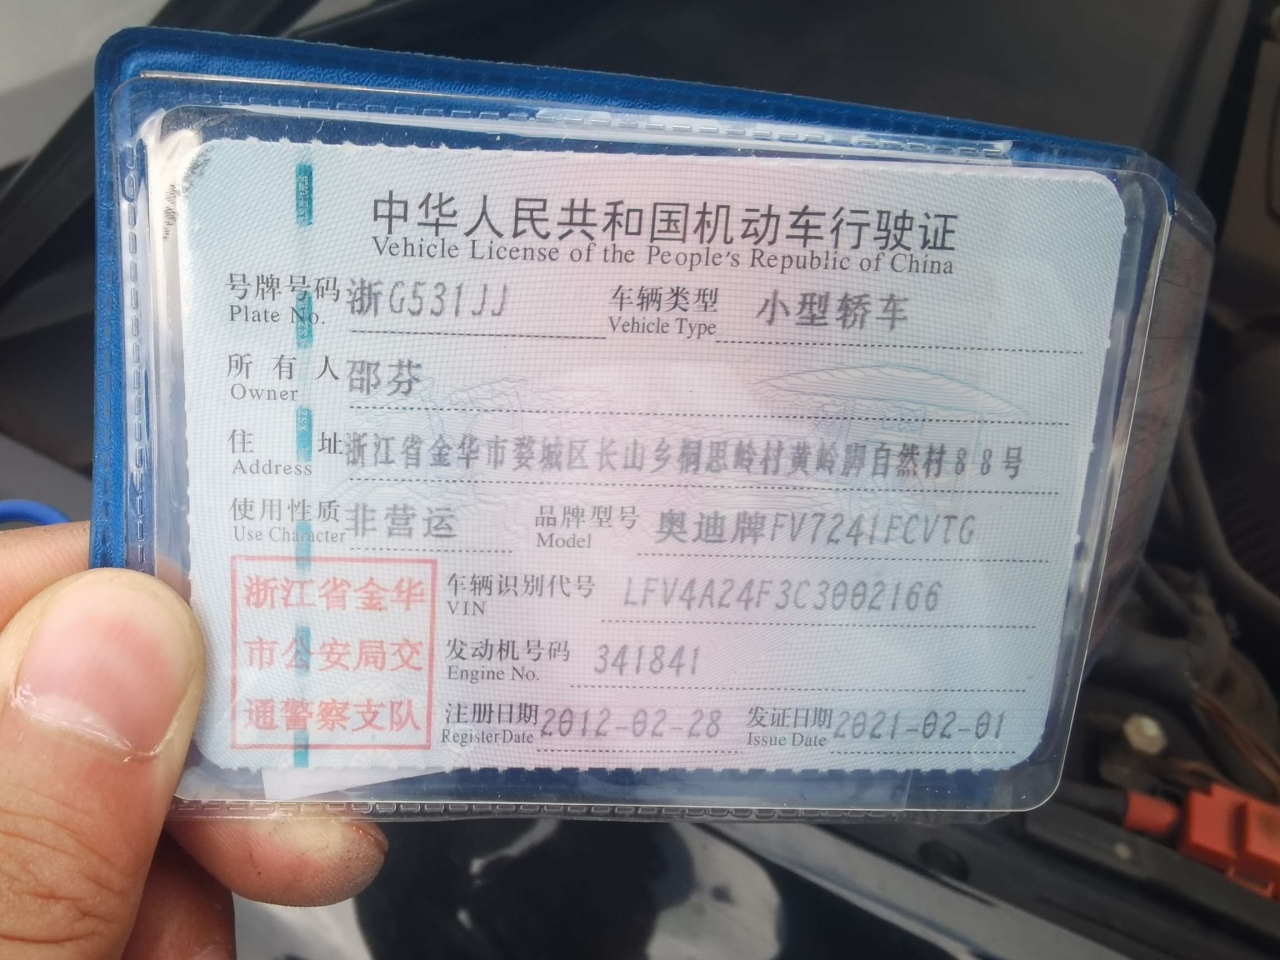 中华人民共和国机动车行驶证
Vehicle License of the People's Republic of China
号牌号码 浙G531JJ 车辆类型 小型轿车
Plate No. Vehicle Type
所有人 邵芬
Owner
住址 浙江省金华市婺城区长山乡桐思岭村黄岭脚自然村88号
Address
使用性质 非营运 品牌型号 奥迪牌FV7241FCVTG
Use Character Model
浙江省金华 车辆识别代号 LFV4A24F3C3002166
VIN
市公安局交 发动机号码 341841
Engine No.
通警察支队 注册日期 2012-02-28 发证日期 2021-02-01
Register Date Issue Date